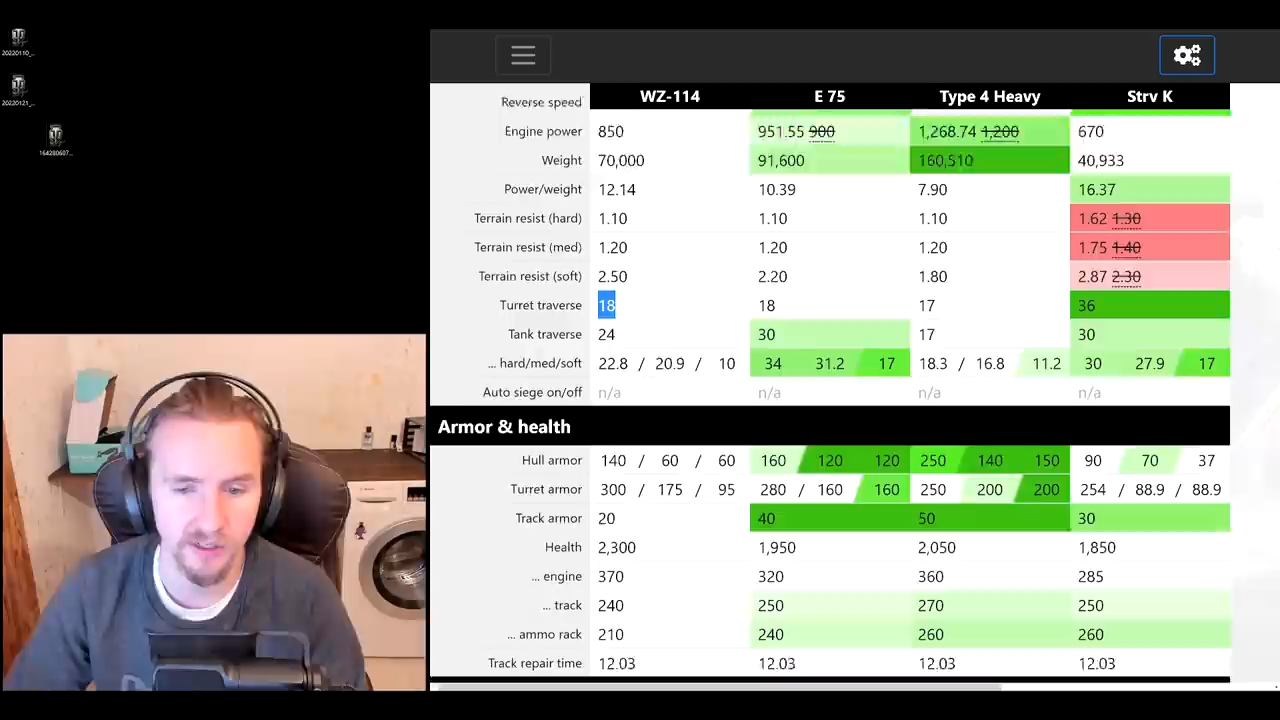 20220110_...
20220121_...
164280607...
WZ-114 E 75 Type 4 Heavy Strv K
Reverse speed
Engine power 850 951.55 900 1,268.74 1,200 670
Weight 70,000 91,600 160,510 40,933
Power/weight 12.14 10.39 7.90 16.37
Terrain resist (hard) 1.10 1.10 1.10 1.62 1.30
Terrain resist (med) 1.20 1.20 1.20 1.75 1.40
Terrain resist (soft) 2.50 2.20 1.80 2.87 2.30
Turret traverse 18 18 17 36
Tank traverse 24 30 17 30
... hard/med/soft 22.8 / 20.9 / 10 34 31.2 17 18.3 / 16.8 11.2 30 27.9 17
Auto siege on/off n/a n/a n/a n/a
Armor & health
Hull armor 140 / 60 / 60 160 120 120 250 140 150 90 70 37
Turret armor 300 / 175 / 95 280 / 160 160 250 200 200 254 / 88.9 / 88.9
Track armor 20 40 50 30
Health 2,300 1,950 2,050 1,850
... engine 370 320 360 285
... track 240 250 270 250
... ammo rack 210 240 260 260
Track repair time 12.03 12.03 12.03 12.03